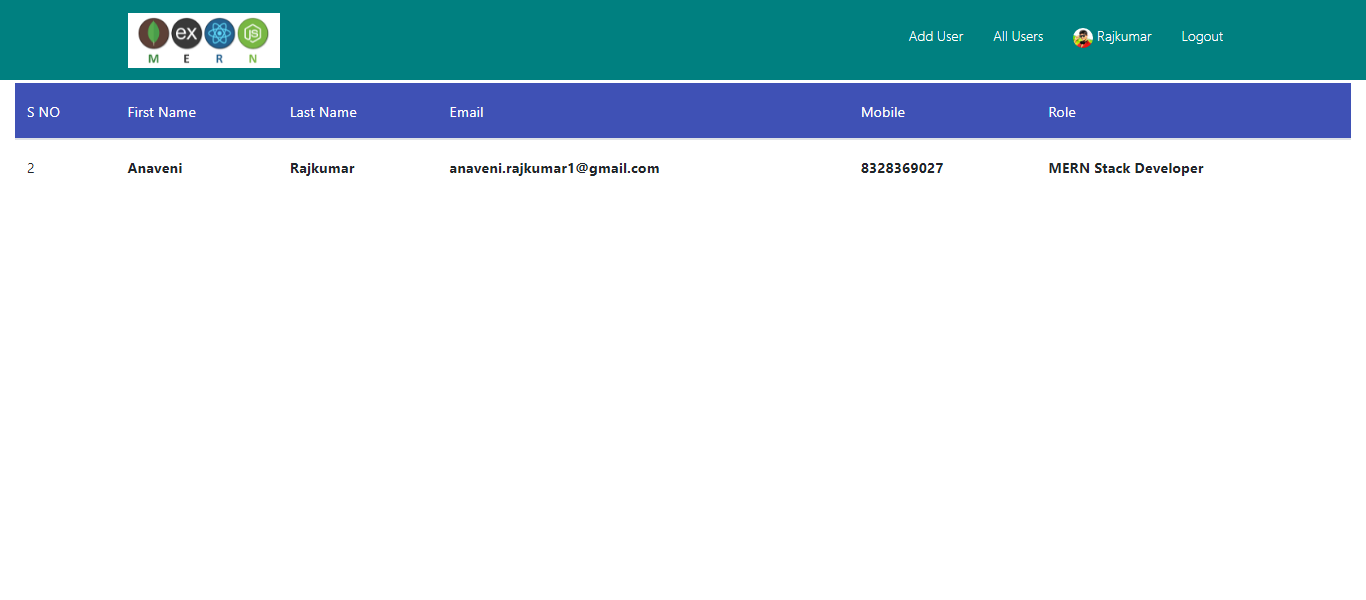 ex JS
M E R N
Add User All Users Rajkumar Logout
S NO First Name Last Name Email Mobile Role
2 Anaveni Rajkumar anaveni.rajkumar1@gmail.com 8328369027 MERN Stack Developer